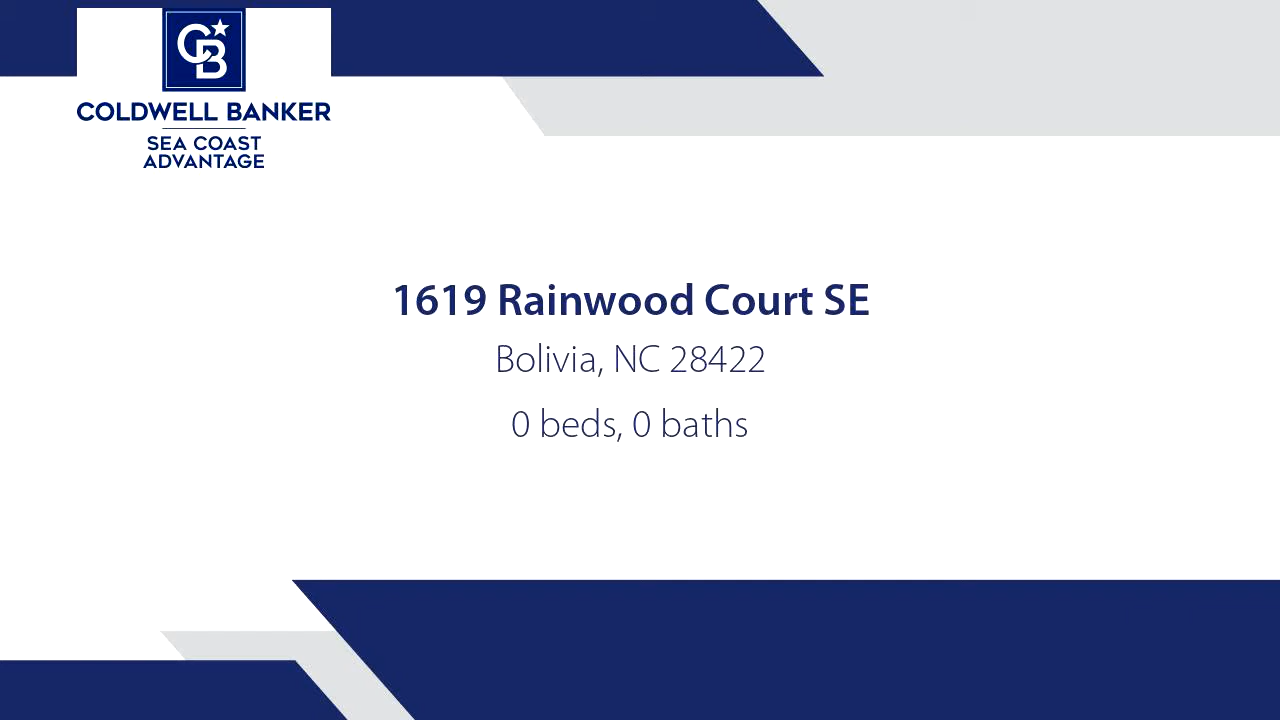 CB
COLDWELL BANKER
SEA COAST
ADVANTAGE
1619 Rainwood Court SE
Bolivia, NC 28422
0 beds, 0 baths